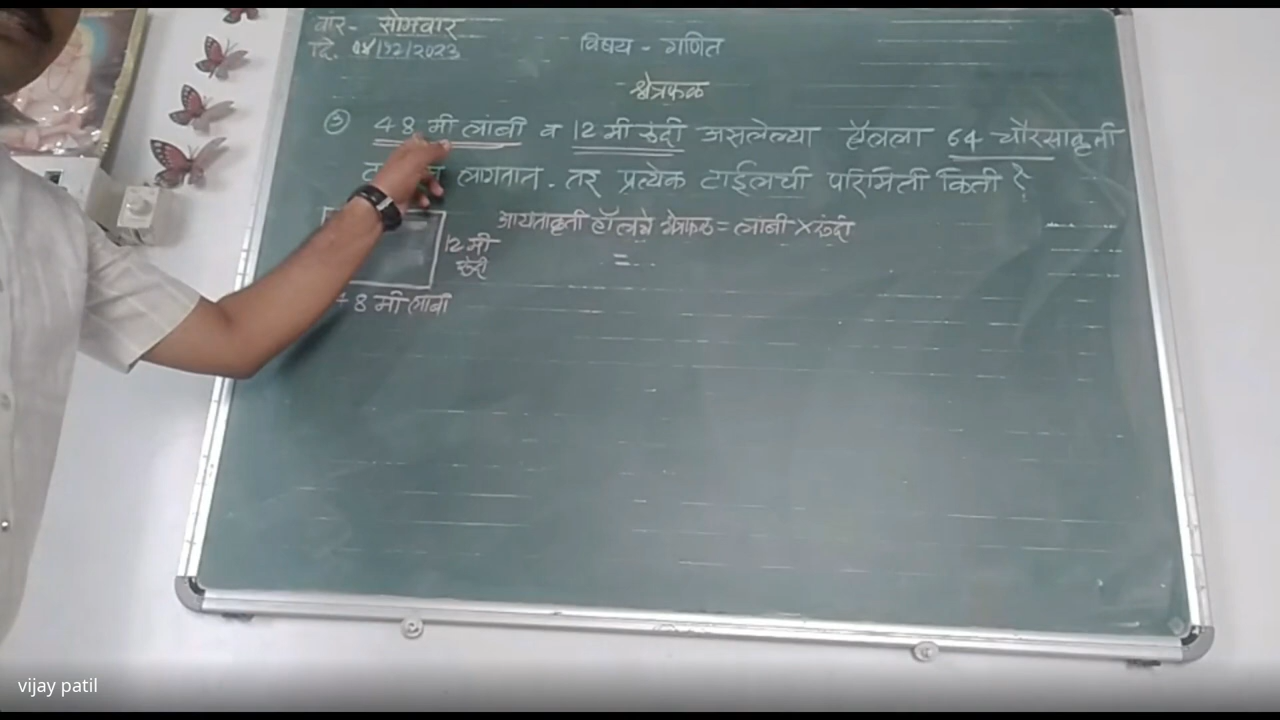 वार- सोमवार
दि. 04/12/2023
विषय - गणित
क्षेत्रफळ
48 मी लांबी व 12 मी रुंदी असलेल्या हॉलला 64 चौरसाकृती
लागतात. तर प्रत्येक टाईलची परिमिती किती ?
आयताकृती हॉलचे क्षेत्रफळ = लांबी × रुंदी
=
12 मी
रुंदी
48 मी लांबी
vijay patil